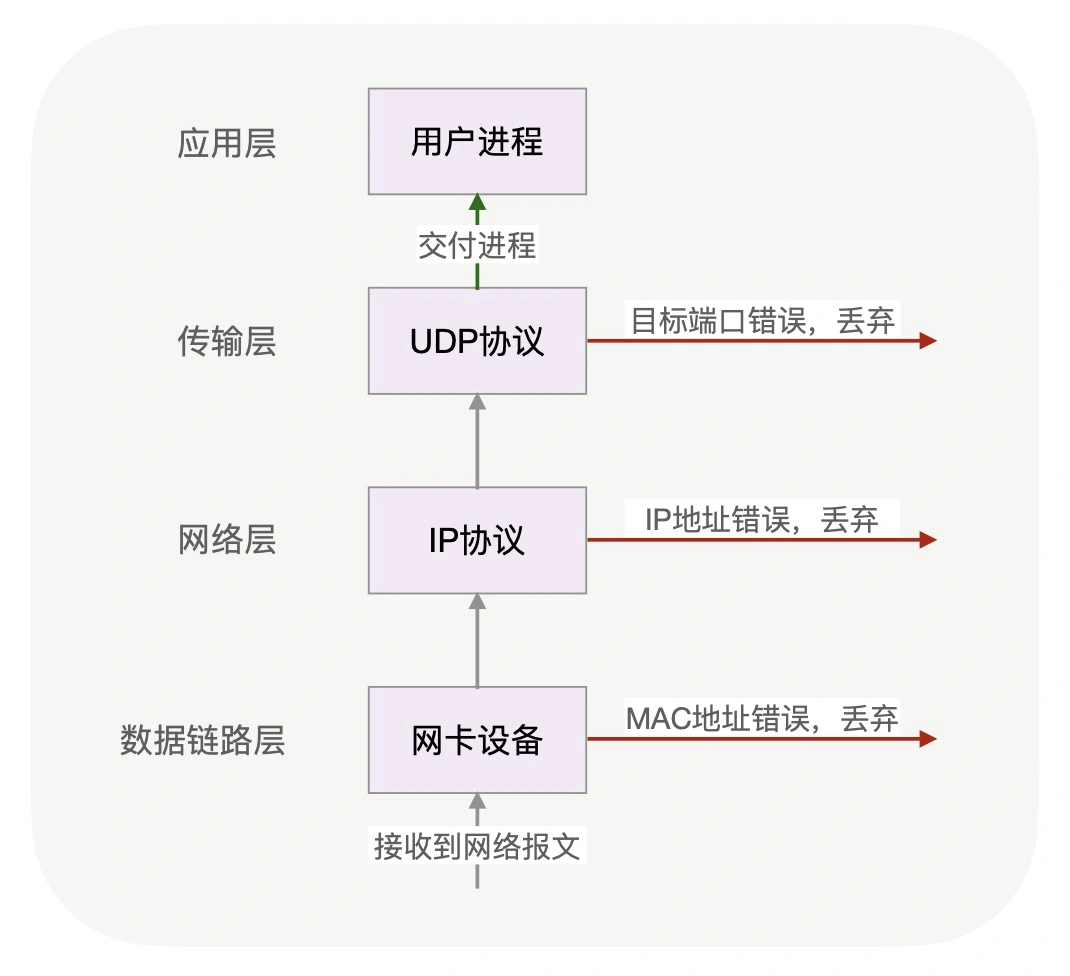 应用层
用户进程
交付进程
传输层
UDP协议
目标端口错误，丢弃
网络层
IP协议
IP地址错误，丢弃
数据链路层
网卡设备
MAC地址错误，丢弃
接收到网络报文